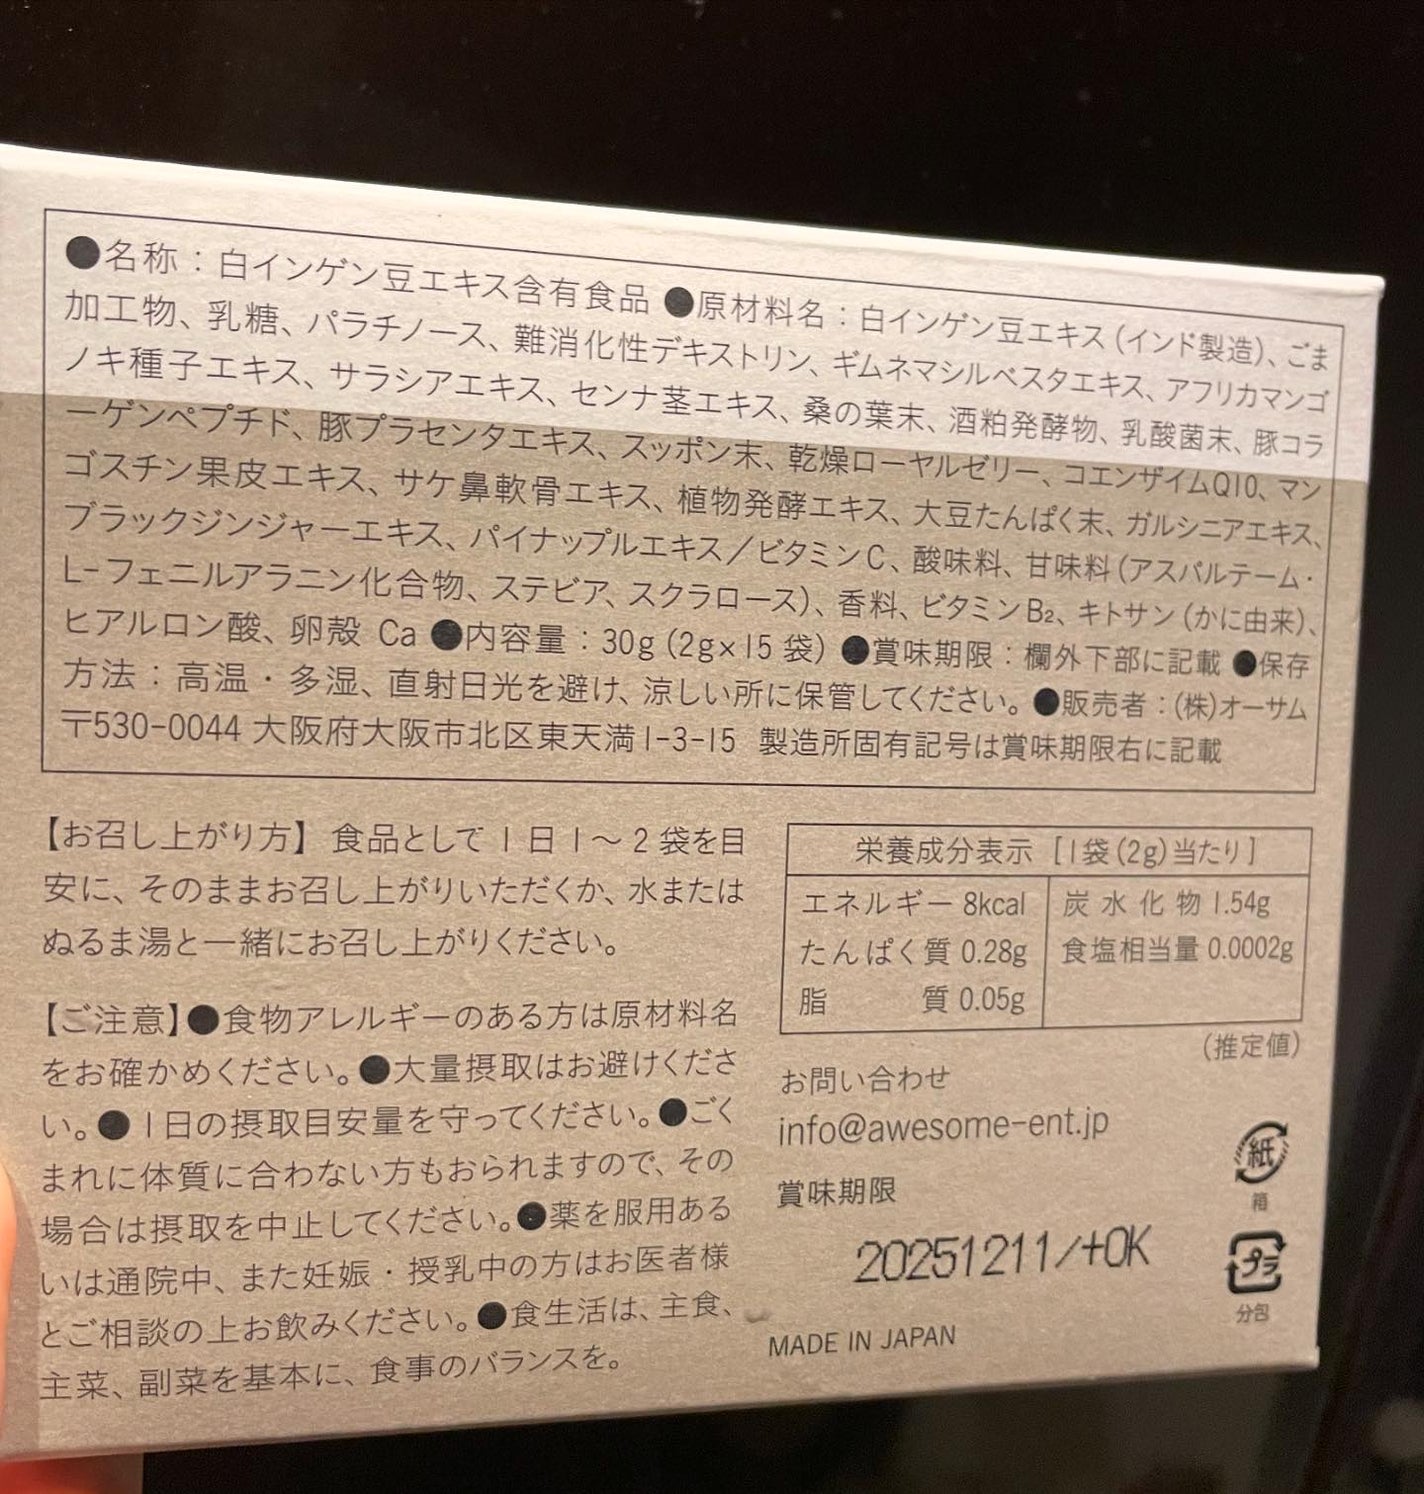 ●名称：白インゲン豆エキス含有食品 ●原材料名：白インゲン豆エキス（インド製造）、ごま
加工物、乳糖、パラチノース、難消化性デキストリン、ギムネマシルベスタエキス、アフリカマンゴ
ノキ種子エキス、サラシアエキス、センナ茎エキス、桑の葉末、酒粕発酵物、乳酸菌末、豚コラ
ーゲンペプチド、豚プラセンタエキス、スッポン末、乾燥ローヤルゼリー、コエンザイムQ10、マン
ゴスチン果皮エキス、サケ鼻軟骨エキス、植物発酵エキス、大豆たんぱく末、ガルシニアエキス、
ブラックジンジャーエキス、パイナップルエキス／ビタミンC、酸味料、甘味料（アスパルテーム・
L-フェニルアラニン化合物、ステビア、スクラロース）、香料、ビタミンB₂、キトサン（かに由来）、
ヒアルロン酸、卵殻 Ca ●内容量：30g（2g×15 袋）●賞味期限：欄外下部に記載 ●保存
方法：高温・多湿、直射日光を避け、涼しい所に保管してください。●販売者：(株)オーサム
〒530-0044 大阪府大阪市北区東天満1-3-15 製造所固有記号は賞味期限右に記載
【お召し上がり方】 食品として1日1～2袋を目
安に、そのままお召し上がりいただくか、水または
ぬるま湯と一緒にお召し上がりください。
【ご注意】●食物アレルギーのある方は原材料名
をお確かめください。●大量摂取はお避けくださ
い。●1日の摂取目安量を守ってください。●ごく
まれに体質に合わない方もおられますので、その
場合は摂取を中止してください。●薬を服用ある
いは通院中、また妊娠・授乳中の方はお医者様
とご相談の上お飲みください。●食生活は、主食、
主菜、副菜を基本に、食事のバランスを。
栄養成分表示 [1袋(2g)当たり]
エネルギー 8kcal 炭水化物 1.54g
たんぱく質 0.28g 食塩相当量 0.0002g
脂質 0.05g
(推定値)
お問い合わせ
info@awesome-ent.jp
賞味期限
20251211/+OK
MADE IN JAPAN
紙
箱
プラ
分包